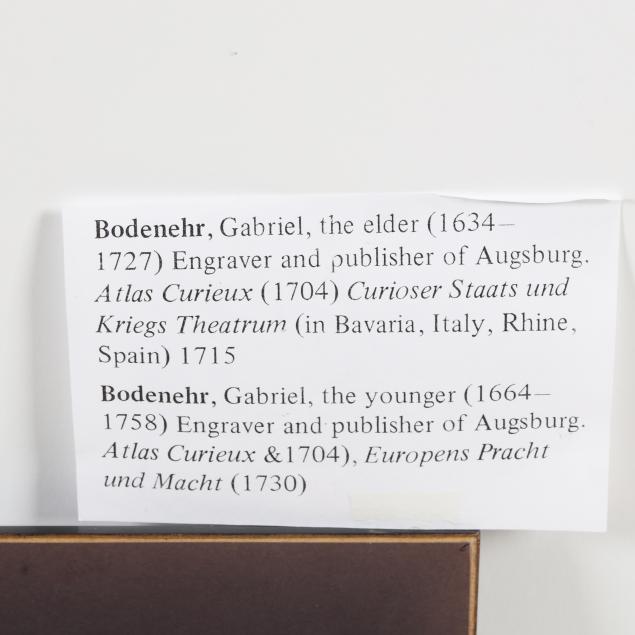 Bodenehr, Gabriel, the elder (1634–
1727) Engraver and publisher of Augsburg.
Atlas Curieux (1704) Curioser Staats und
Kriegs Theatrum (in Bavaria, Italy, Rhine,
Spain) 1715
Bodenehr, Gabriel, the younger (1664–
1758) Engraver and publisher of Augsburg.
Atlas Curieux &1704), Europens Pracht
und Macht (1730)